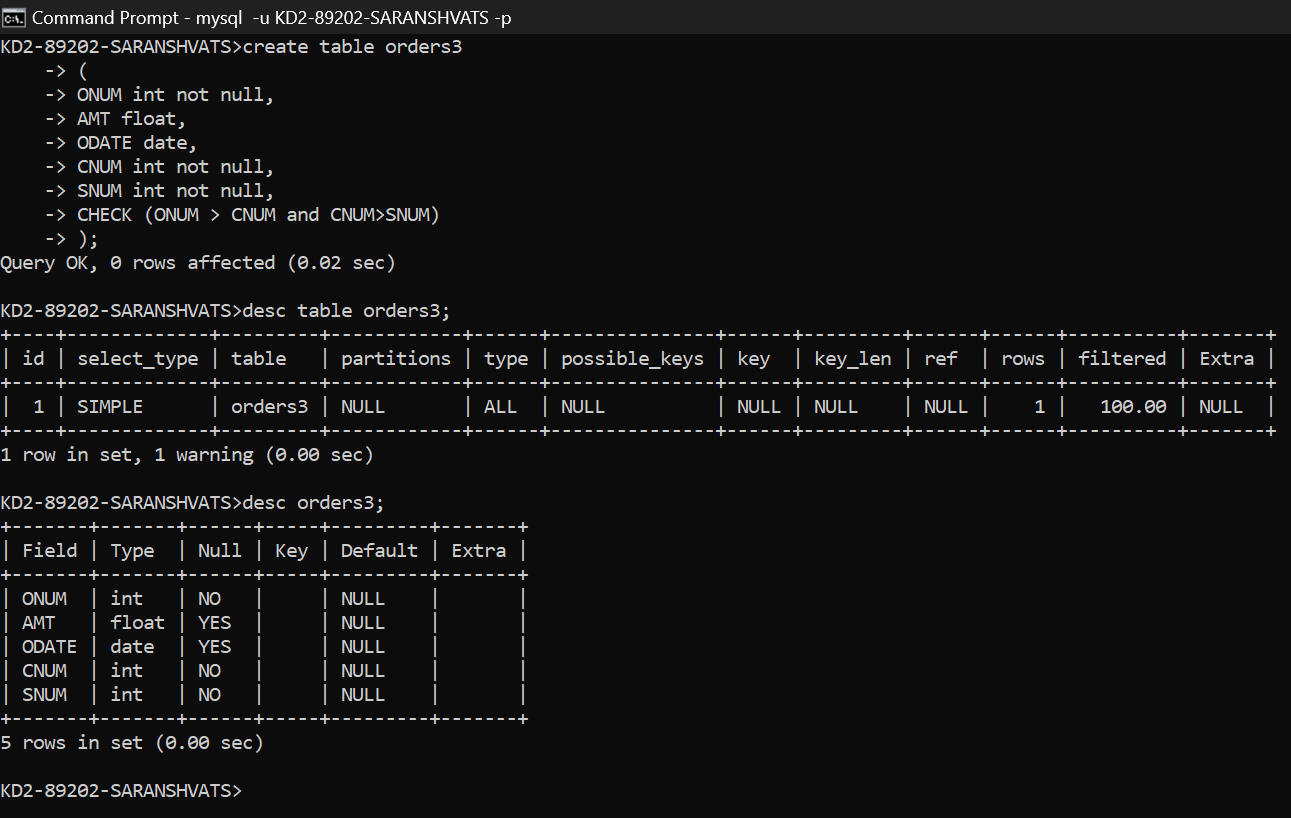 Command Prompt - mysql  -u KD2-89202-SARANSHVATS -p
KD2-89202-SARANSHVATS>create table orders3
    -> (
    -> ONUM int not null,
    -> AMT float,
    -> ODATE date,
    -> CNUM int not null,
    -> SNUM int not null,
    -> CHECK (ONUM > CNUM and CNUM>SNUM)
    -> );
Query OK, 0 rows affected (0.02 sec)

KD2-89202-SARANSHVATS>desc table orders3;
+----+-------------+---------+------------+------+---------------+------+---------+------+------+----------+-------+
| id | select_type | table   | partitions | type | possible_keys | key  | key_len | ref  | rows | filtered | Extra |
+----+-------------+---------+------------+------+---------------+------+---------+------+------+----------+-------+
|  1 | SIMPLE      | orders3 | NULL       | ALL  | NULL          | NULL | NULL    | NULL |    1 |   100.00 | NULL  |
+----+-------------+---------+------------+------+---------------+------+---------+------+------+----------+-------+
1 row in set, 1 warning (0.00 sec)

KD2-89202-SARANSHVATS>desc orders3;
+-------+-------+------+-----+---------+-------+
| Field | Type  | Null | Key | Default | Extra |
+-------+-------+------+-----+---------+-------+
| ONUM  | int   | NO   |     | NULL    |       |
| AMT   | float | YES  |     | NULL    |       |
| ODATE | date  | YES  |     | NULL    |       |
| CNUM  | int   | NO   |     | NULL    |       |
| SNUM  | int   | NO   |     | NULL    |       |
+-------+-------+------+-----+---------+-------+
5 rows in set (0.00 sec)

KD2-89202-SARANSHVATS>